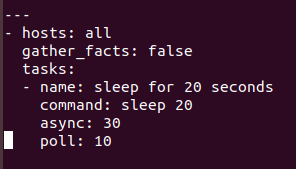 ---
- hosts: all
  gather_facts: false
  tasks:
  - name: sleep for 20 seconds
    command: sleep 20
    async: 30
    poll: 10